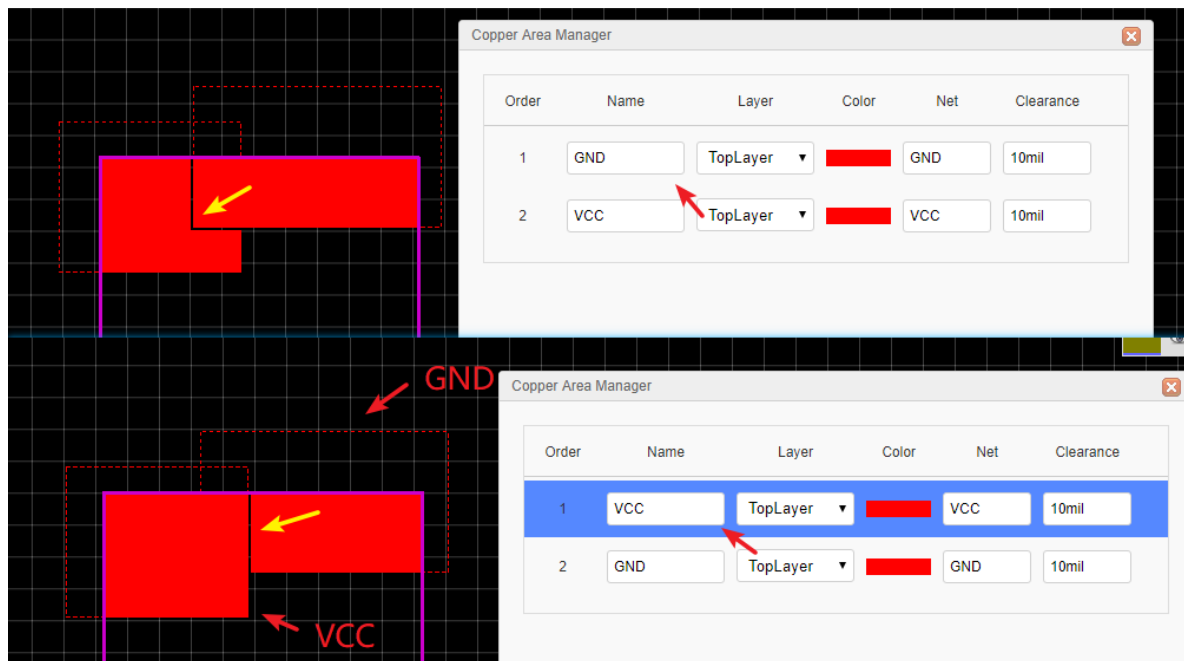 Copper Area Manager
Order Name Layer Color Net Clearance
1 GND TopLayer GND 10mil
2 VCC TopLayer VCC 10mil
GND
Copper Area Manager
Order Name Layer Color Net Clearance
1 VCC TopLayer VCC 10mil
2 GND TopLayer GND 10mil
VCC